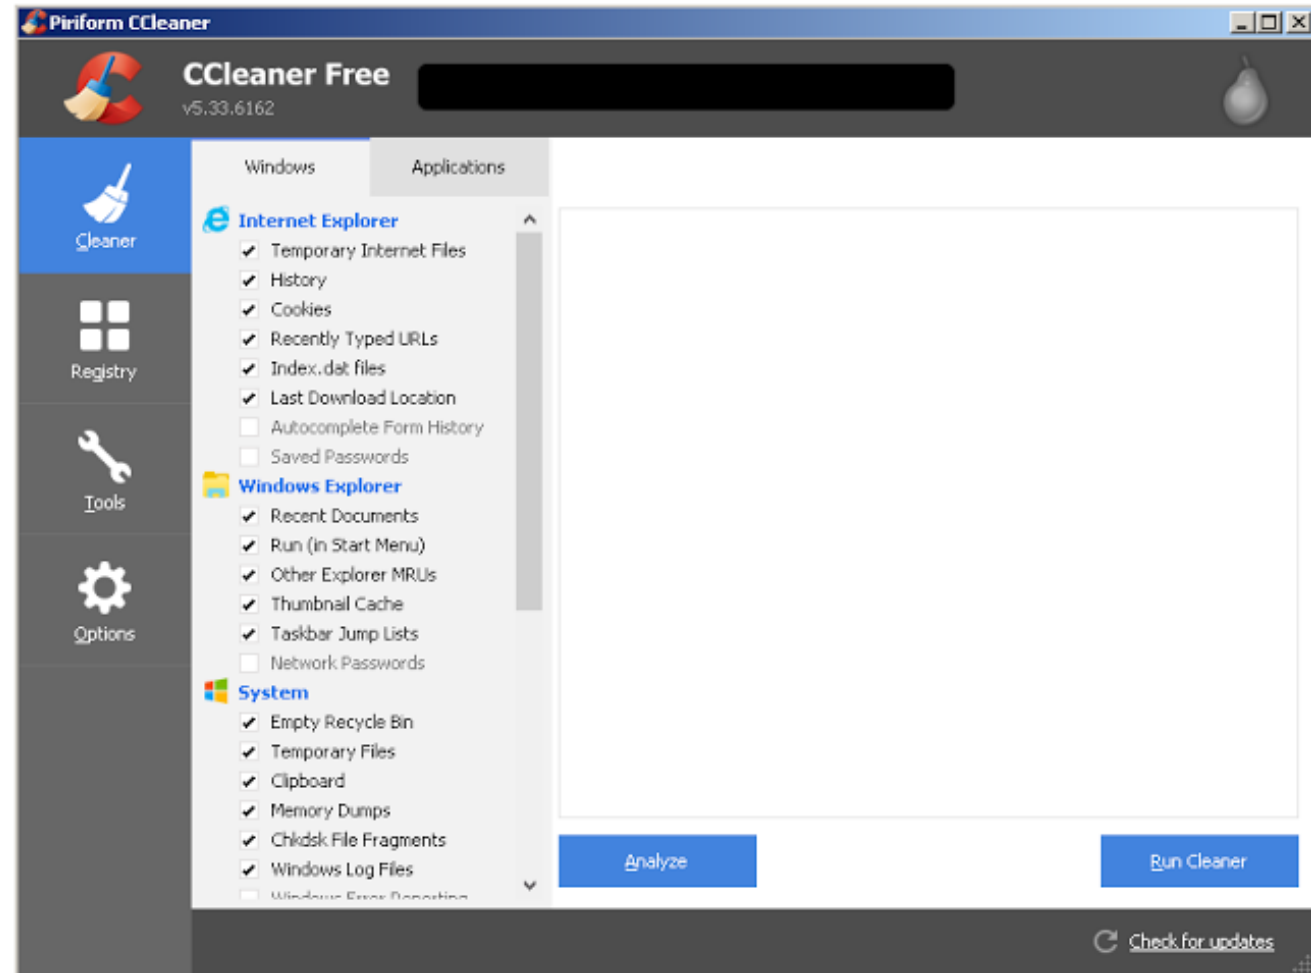 Piriform CCleaner
CCleaner Free
v5.33.6162
Cleaner
Registry
Tools
Options
Windows Applications
Internet Explorer
Temporary Internet Files
History
Cookies
Recently Typed URLs
Index.dat files
Last Download Location
Autocomplete Form History
Saved Passwords
Windows Explorer
Recent Documents
Run (in Start Menu)
Other Explorer MRUs
Thumbnail Cache
Taskbar Jump Lists
Network Passwords
System
Empty Recycle Bin
Temporary Files
Clipboard
Memory Dumps
Chkdsk File Fragments
Windows Log Files
Windows Error Reporting
Analyze
Run Cleaner
Check for updates